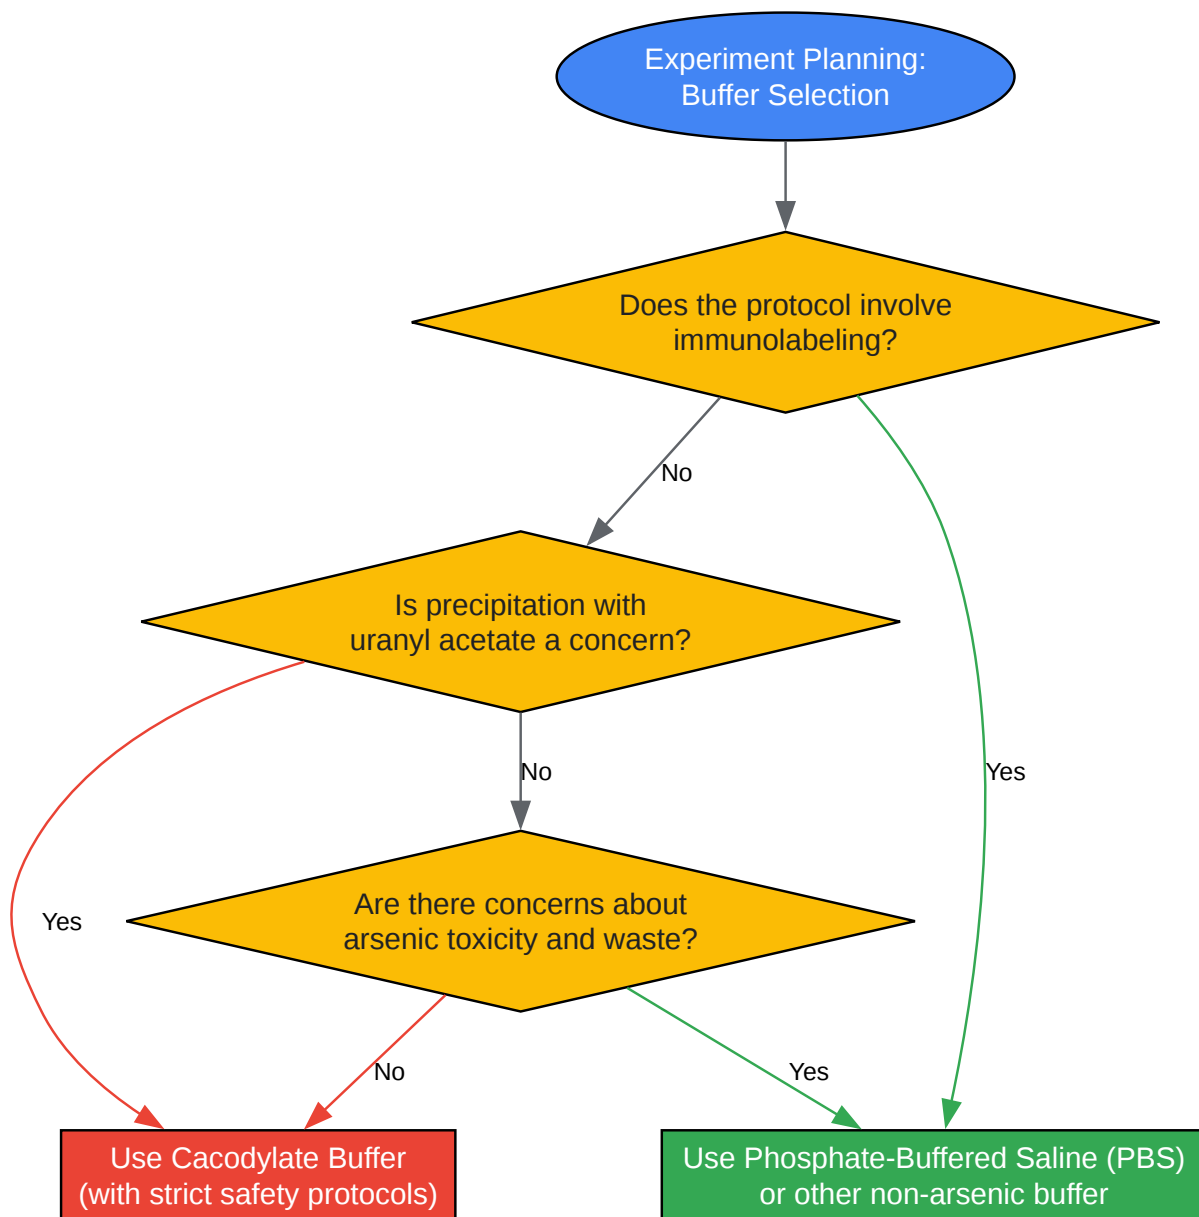 Experiment Planning:
Buffer Selection
Does the protocol involve
immunolabeling?
No
Is precipitation with
uranyl acetate a concern?
Yes
No
Yes
Are there concerns about
arsenic toxicity and waste?
No
Yes
Use Cacodylate Buffer
(with strict safety protocols)
Use Phosphate-Buffered Saline (PBS)
or other non-arsenic buffer